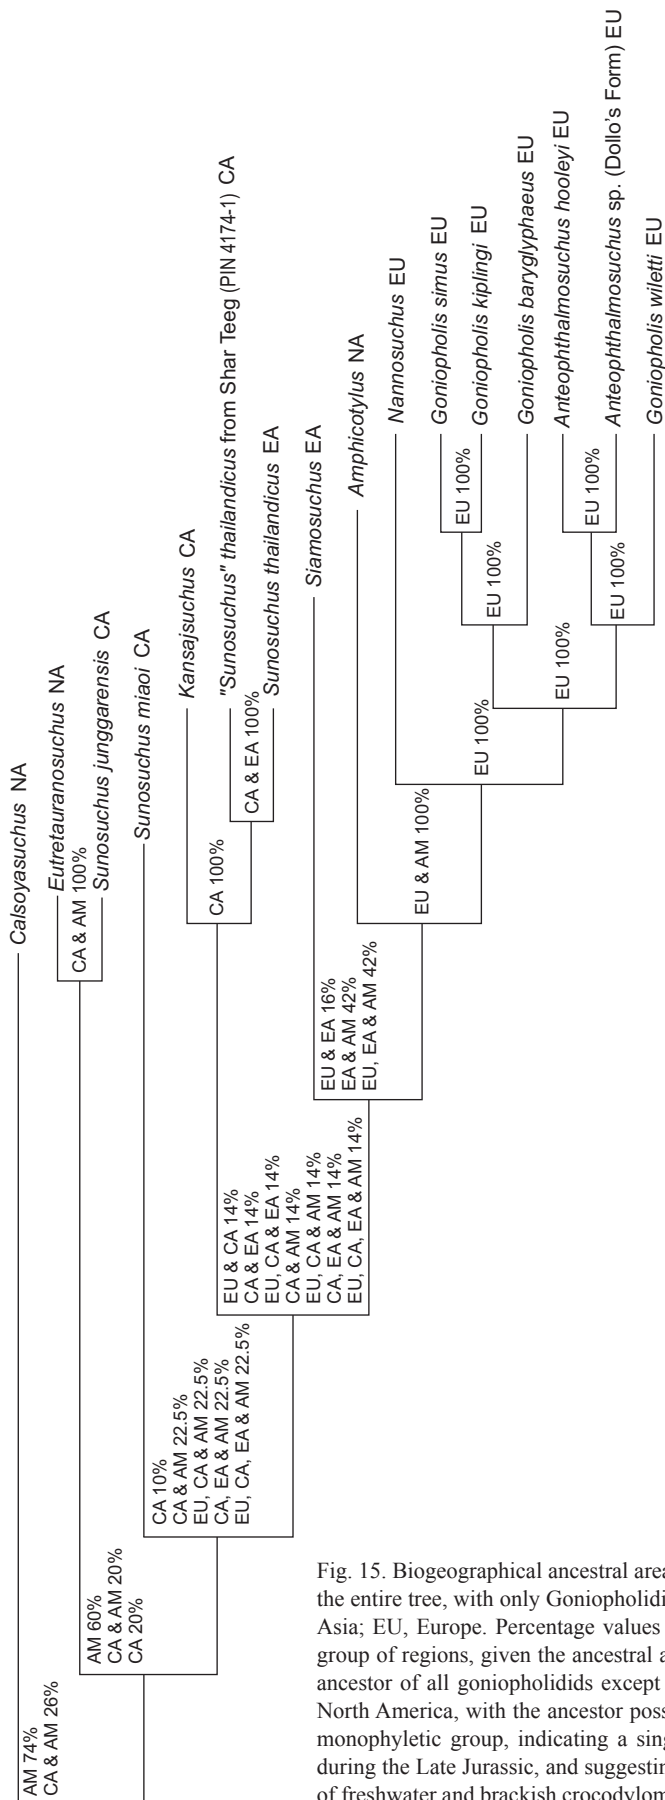 Calsoyasuchus NA
Eutretauranosuchus NA
CA & AM 100%
Sunosuchus junggarensis CA
Sunosuchus miaoi CA
Kansajsuchus CA
"Sunosuchus" thailandicus from Shar Teeg (PIN 4174-1) CA
CA & EA 100%
Sunosuchus thailandicus EA
CA 100%
Siamosuchus EA
Amphicotylus NA
Nannosuchus EU
Goniopholis simus EU
EU 100%
Goniopholis kiplingi EU
EU 100%
Goniopholis baryglyphaeus EU
EU 100%
Anteophthalmosuchus hooleyi EU
EU 100%
Anteophthalmosuchus sp. (Dollo's Form) EU
EU 100%
Goniopholis wiletti EU
EU 100%
EU & AM 100%
EU & EA 16%
EA & AM 42%
EU, EA & AM 42%
EU & CA 14%
CA & EA 14%
EU, CA & EA 14%
CA & AM 14%
EU, CA & AM 14%
CA, EA & AM 14%
EU, CA, EA & AM 14%
CA 10%
CA & AM 22.5%
EU, CA & AM 22.5%
CA, EA & AM 22.5%
EU, CA, EA & AM 22.5%
AM 60%
CA & AM 20%
CA 20%
AM 74%
CA & AM 26%
Fig. 15. Biogeographical ancestral area
the entire tree, with only Goniopholidi
Asia; EU, Europe. Percentage values
group of regions, given the ancestral a
ancestor of all goniopholidids except
North America, with the ancestor poss
monophyletic group, indicating a sing
during the Late Jurassic, and suggestin
of freshwater and brackish crocodylom